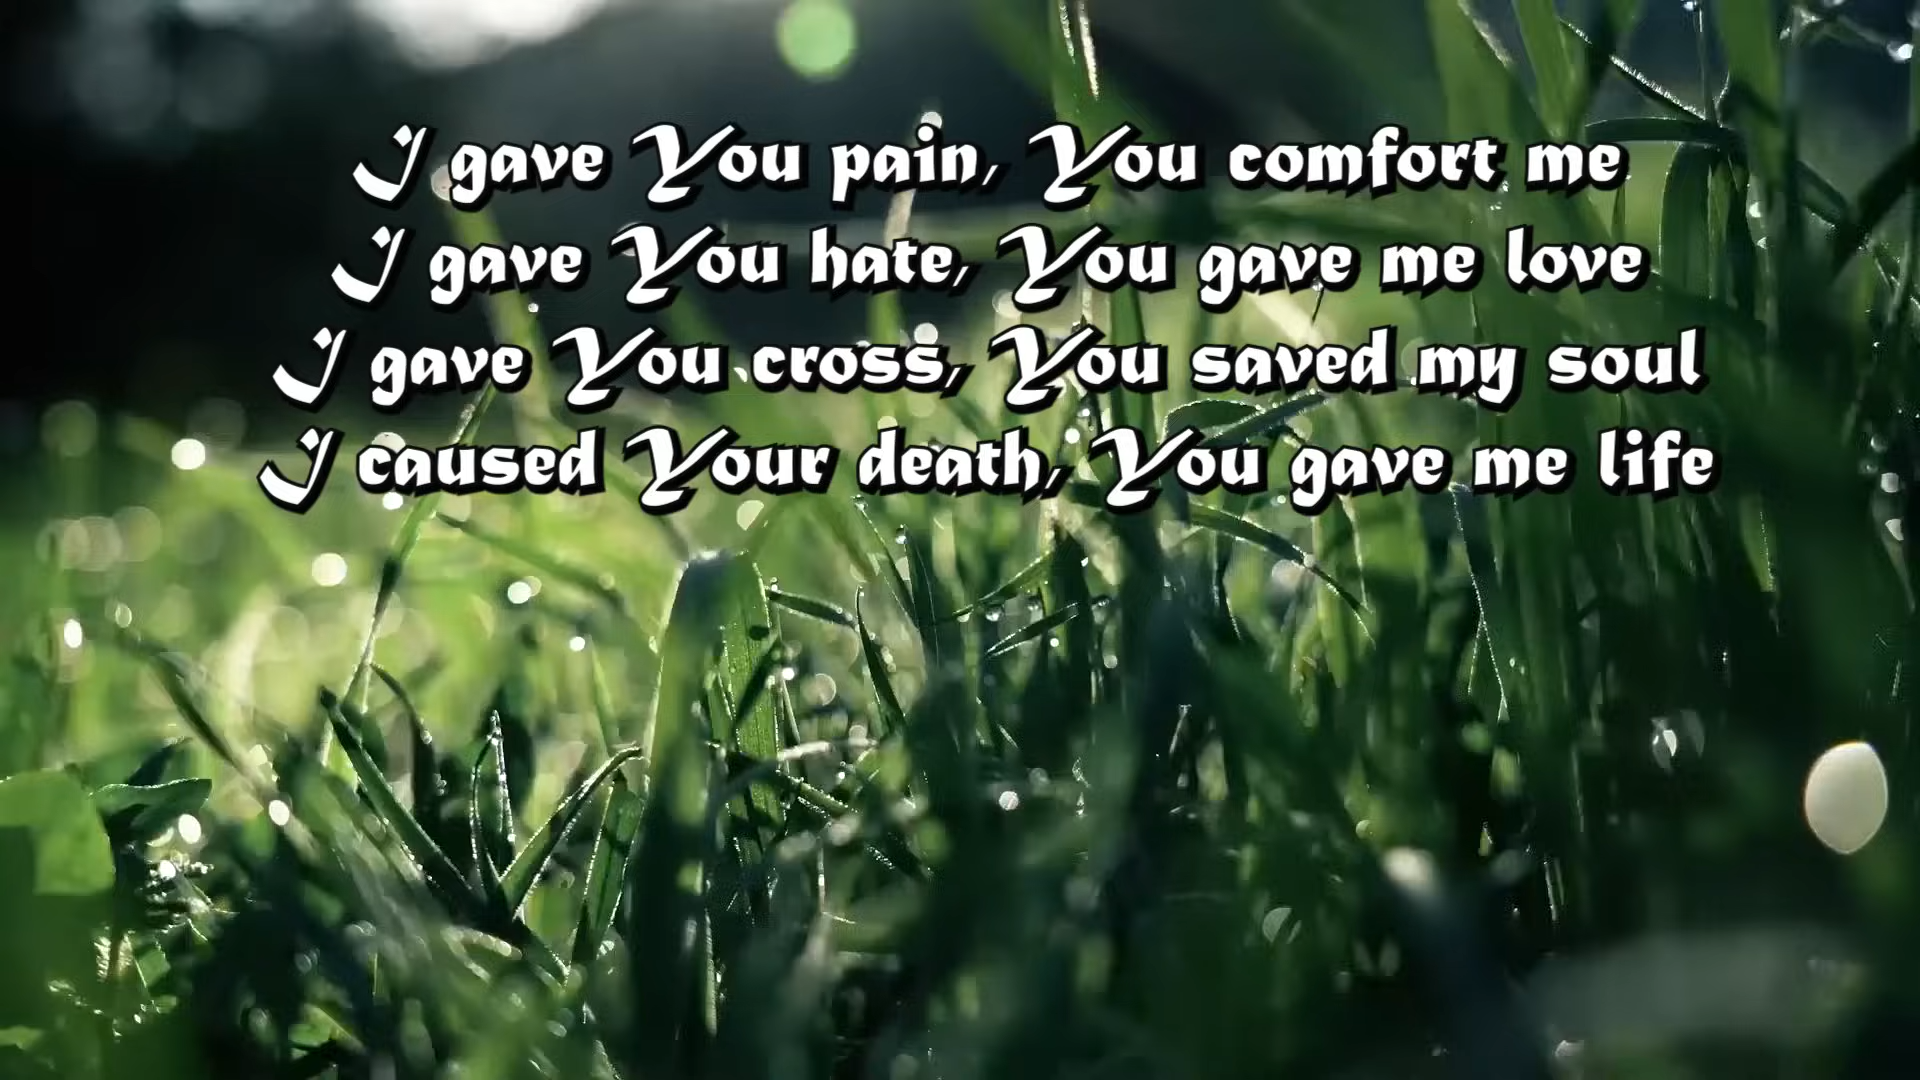 I gave You pain, You comfort me
I gave You hate, You gave me love
I gave You cross, You saved my soul
I caused Your death, You gave me life